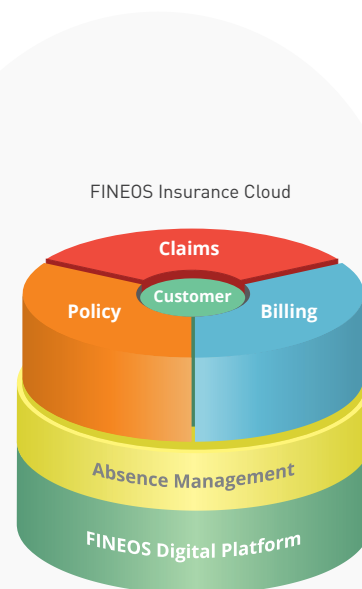 FINEOS Insurance Cloud
Claims
Customer
Policy
Billing
Absence Management
FINEOS Digital Platform